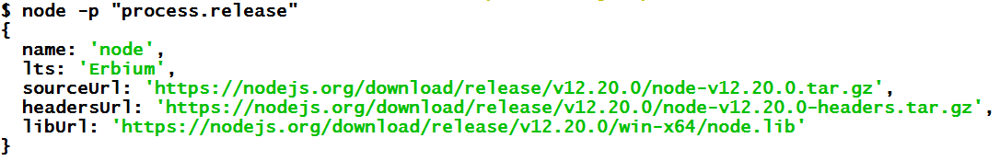 $ node -p "process.release"
{
  name: 'node',
  lts: 'Erbium',
  sourceUrl: 'https://nodejs.org/download/release/v12.20.0/node-v12.20.0.tar.gz',
  headersUrl: 'https://nodejs.org/download/release/v12.20.0/node-v12.20.0-headers.tar.gz',
  libUrl: 'https://nodejs.org/download/release/v12.20.0/win-x64/node.lib'
}